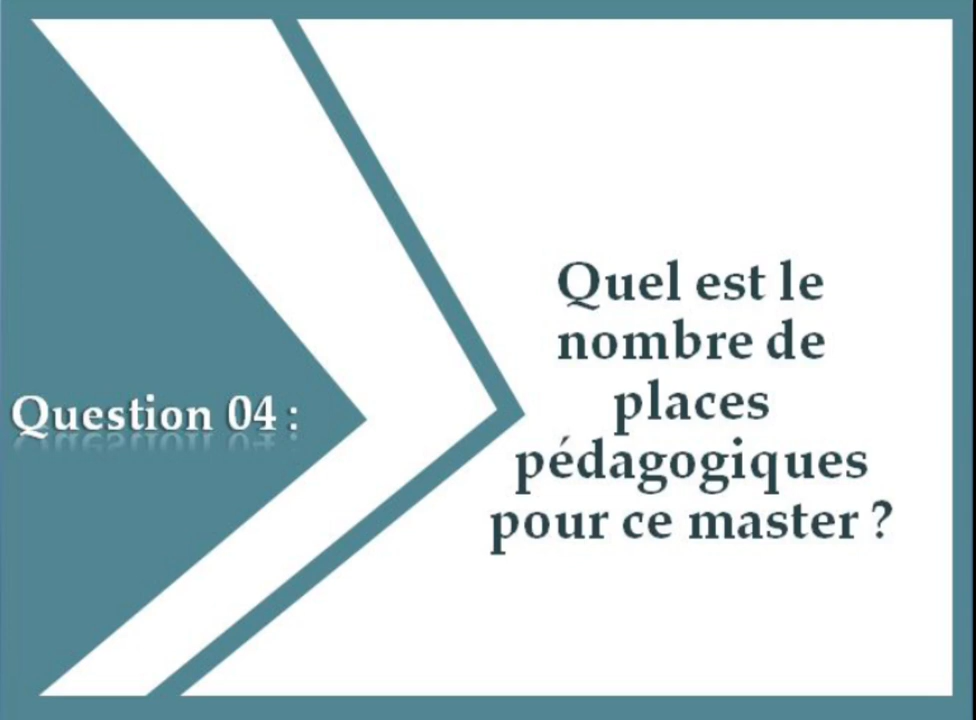 Question 04 :
Quel est le
nombre de
places
pédagogiques
pour ce master ?